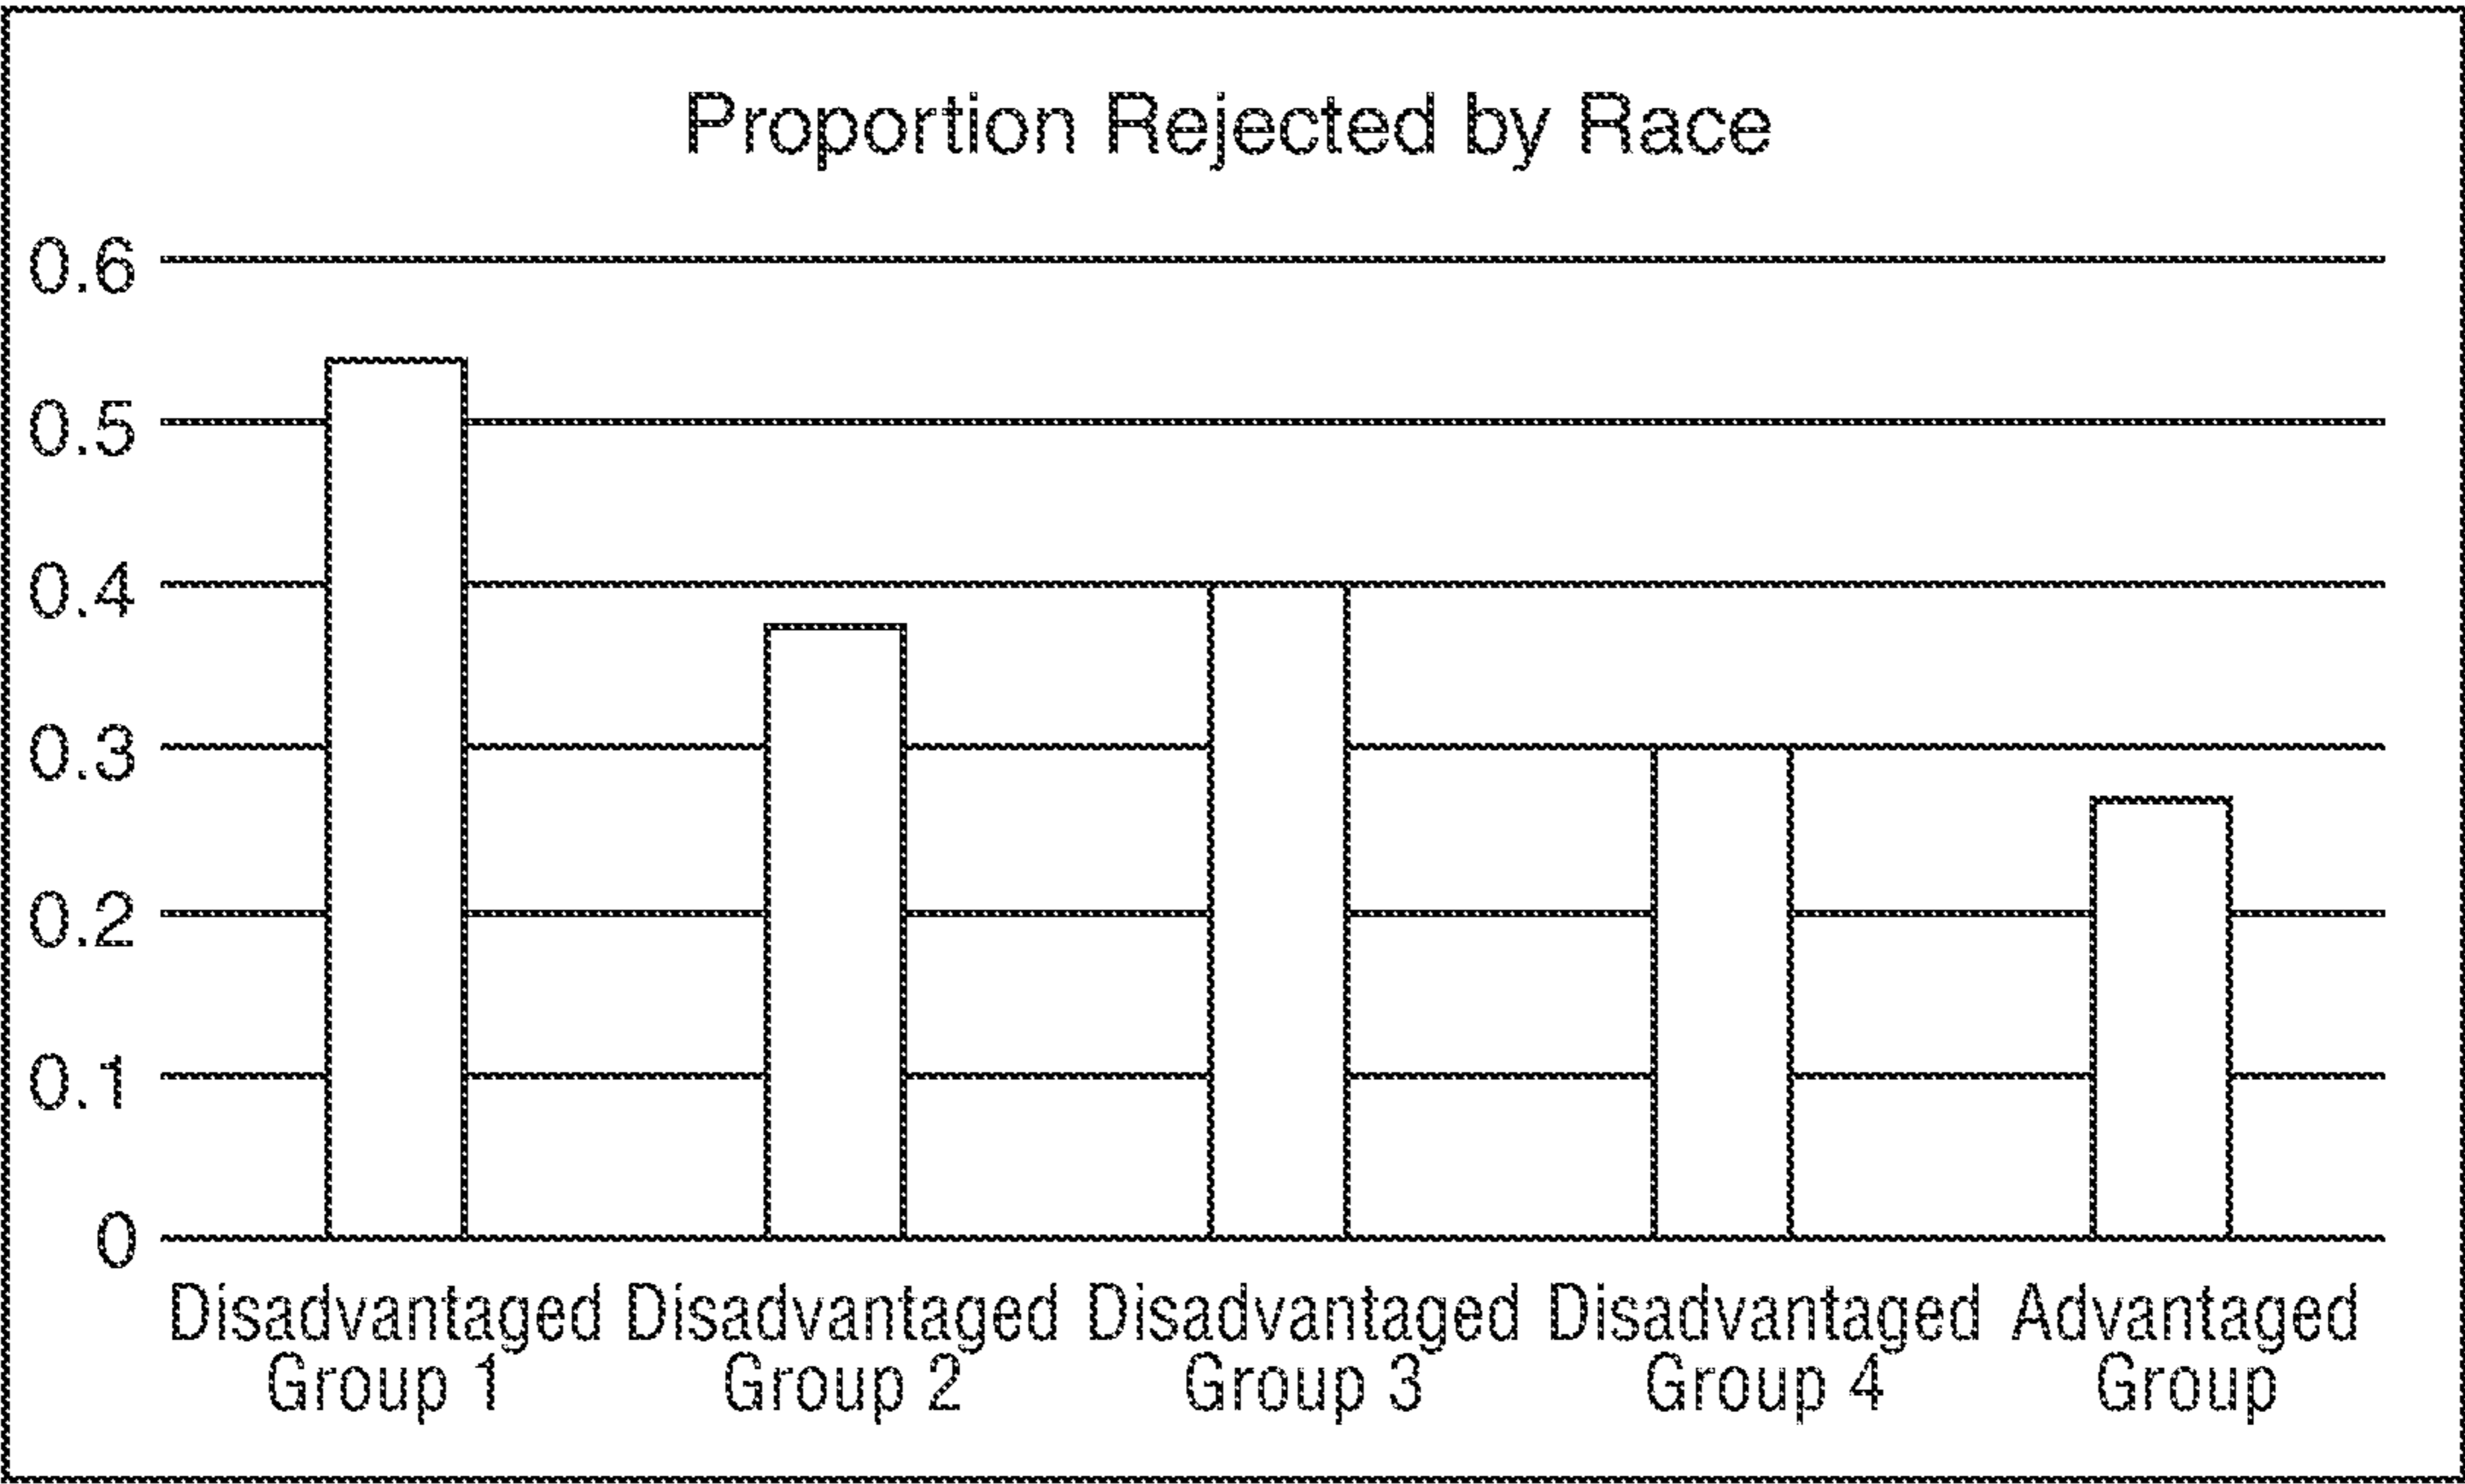 Proportion Rejected by Race
0.6
0.5
0.4
0.3
0.2
0.1
0
Disadvantaged Disadvantaged Disadvantaged Disadvantaged Advantaged
Group 1 Group 2 Group 3 Group 4 Group